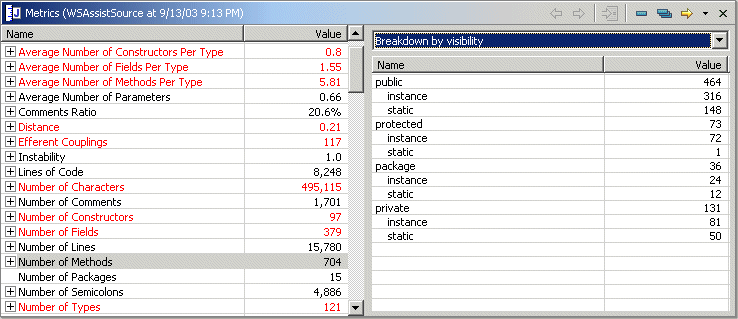 Metrics (WSAssistSource at 9/13/03 9:13 PM)
Name Value
Average Number of Constructors Per Type 0.8
Average Number of Fields Per Type 1.55
Average Number of Methods Per Type 5.81
Average Number of Parameters 0.66
Comments Ratio 20.6%
Distance 0.21
Efferent Couplings 117
Instability 1.0
Lines of Code 8,248
Number of Characters 495,115
Number of Comments 1,701
Number of Constructors 97
Number of Fields 379
Number of Lines 15,780
Number of Methods 704
Number of Packages 15
Number of Semicolons 4,886
Number of Types 121
Breakdown by visibility
Name Value
public 464
instance 316
static 148
protected 73
instance 72
static 1
package 36
instance 24
static 12
private 131
instance 81
static 50